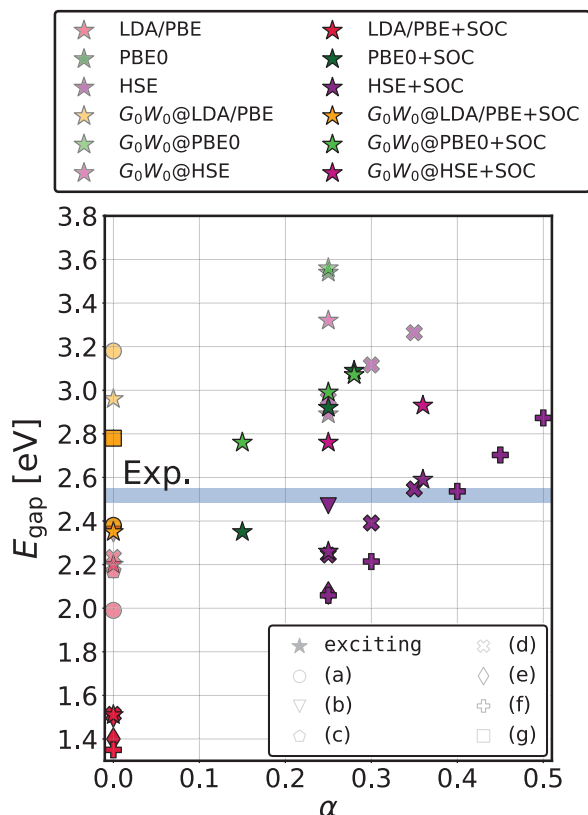 LDA/PBE LDA/PBE+SOC
PBE0 PBE0+SOC
HSE HSE+SOC
G₀W₀@LDA/PBE G₀W₀@LDA/PBE+SOC
G₀W₀@PBE0 G₀W₀@PBE0+SOC
G₀W₀@HSE G₀W₀@HSE+SOC
3.8
3.6
3.4
3.2
3.0
2.8
2.6
2.4
2.2
2.0
1.8
1.6
1.4
E_gap [eV]
Exp.
exciting (d)
(a) (e)
(b) (f)
(c) (g)
0.0 0.1 0.2 0.3 0.4 0.5
α